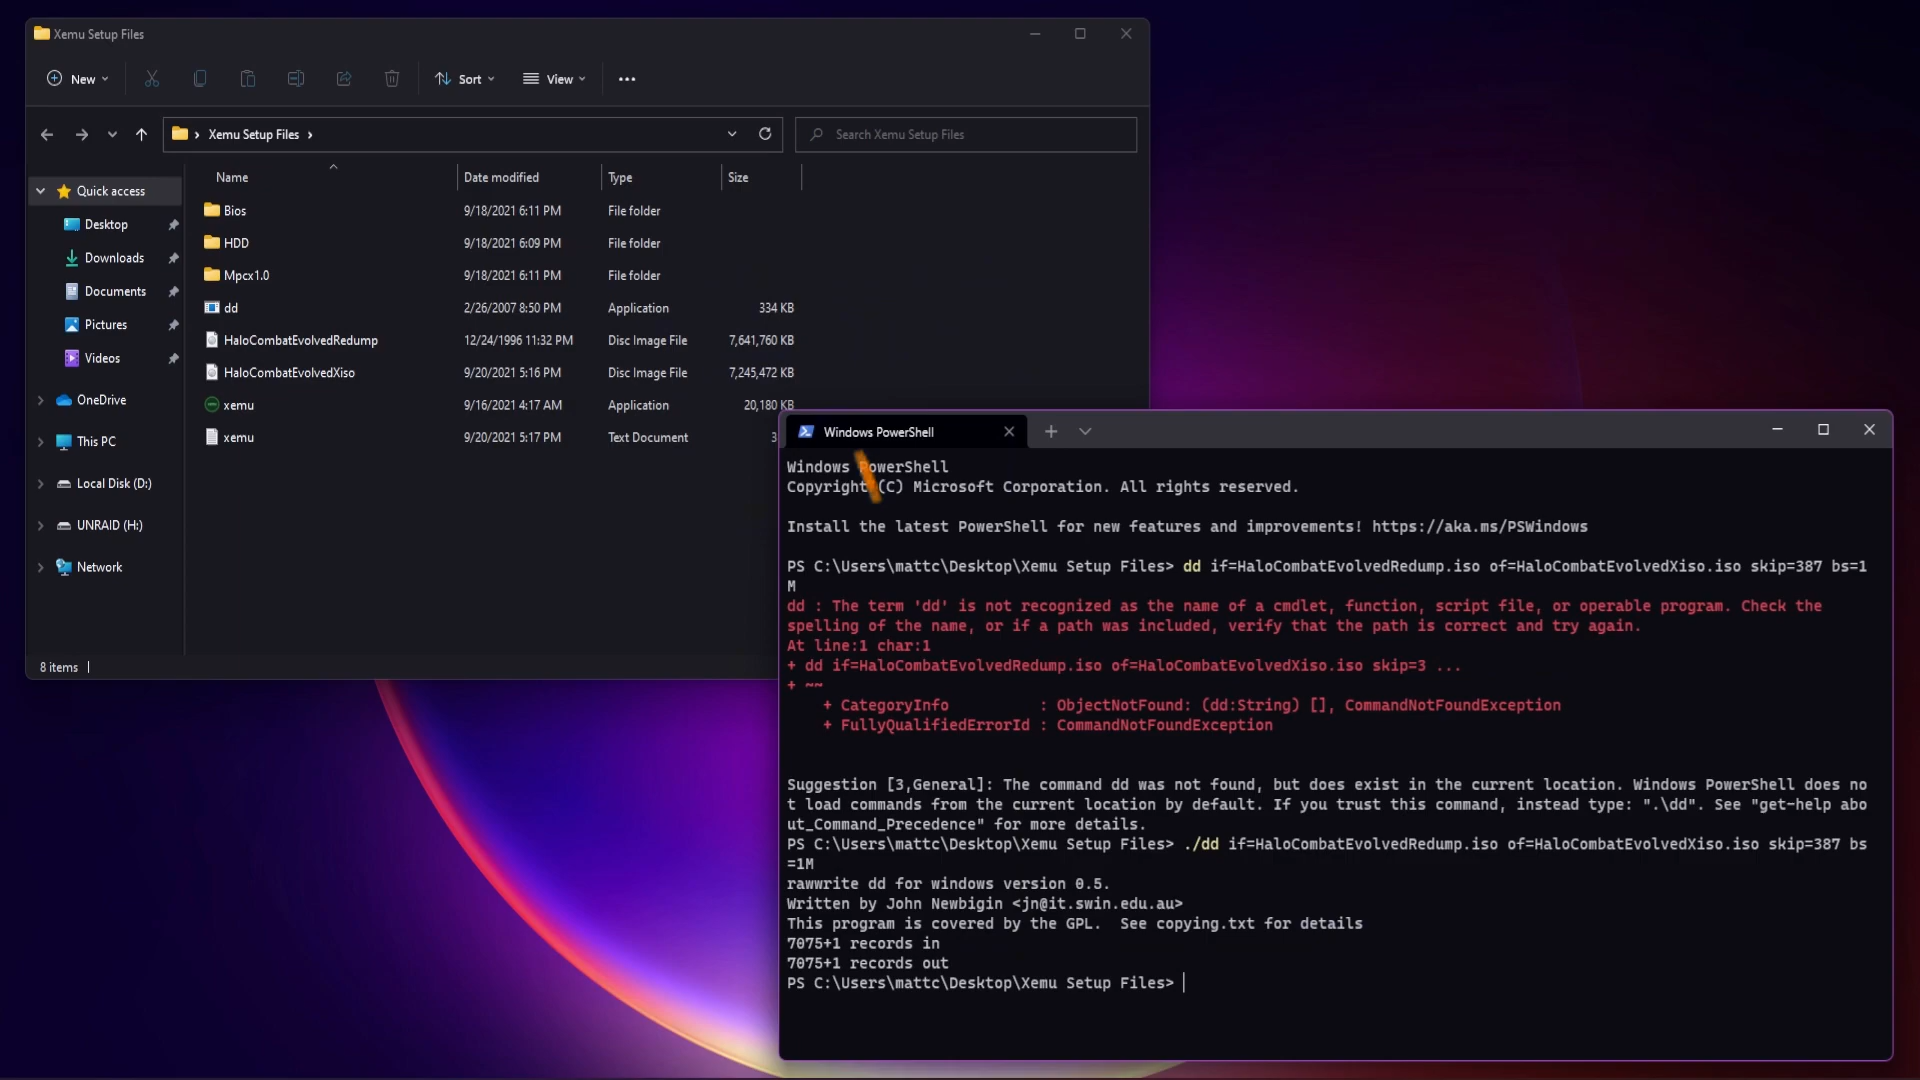 Xemu Setup Files
New
Sort
View
Xemu Setup Files
Search Xemu Setup Files
Name Date modified Type Size
Quick access
Desktop
Downloads
Documents
Pictures
Videos
OneDrive
This PC
Local Disk (D:)
UNRAID (H:)
Network
Bios 9/18/2021 6:11 PM File folder
HDD 9/18/2021 6:09 PM File folder
Mpcx1.0 9/18/2021 6:11 PM File folder
dd 2/26/2007 8:50 PM Application 334 KB
HaloCombatEvolvedRedump 12/24/1996 11:32 PM Disc Image File 7,641,760 KB
HaloCombatEvolvedXiso 9/20/2021 5:16 PM Disc Image File 7,245,472 KB
xemu 9/16/2021 4:17 AM Application 20,180 KB
xemu 9/20/2021 5:17 PM Text Document 3
8 items
Windows PowerShell
Windows PowerShell
Copyright (C) Microsoft Corporation. All rights reserved.
Install the latest PowerShell for new features and improvements! https://aka.ms/PSWindows
PS C:\Users\mattc\Desktop\Xemu Setup Files> dd if=HaloCombatEvolvedRedump.iso of=HaloCombatEvolvedXiso.iso skip=387 bs=1
M
dd : The term 'dd' is not recognized as the name of a cmdlet, function, script file, or operable program. Check the
spelling of the name, or if a path was included, verify that the path is correct and try again.
At line:1 char:1
+ dd if=HaloCombatEvolvedRedump.iso of=HaloCombatEvolvedXiso.iso skip=3 ...
+ ~~
+ CategoryInfo : ObjectNotFound: (dd:String) [], CommandNotFoundException
+ FullyQualifiedErrorId : CommandNotFoundException
Suggestion [3,General]: The command dd was not found, but does exist in the current location. Windows PowerShell does no
t load commands from the current location by default. If you trust this command, instead type: ".\dd". See "get-help abo
ut_Command_Precedence" for more details.
PS C:\Users\mattc\Desktop\Xemu Setup Files> ./dd if=HaloCombatEvolvedRedump.iso of=HaloCombatEvolvedXiso.iso skip=387 bs
=1M
rawwrite dd for windows version 0.5.
Written by John Newbigin <jn@it.swin.edu.au>
This program is covered by the GPL.  See copying.txt for details
7075+1 records in
7075+1 records out
PS C:\Users\mattc\Desktop\Xemu Setup Files>